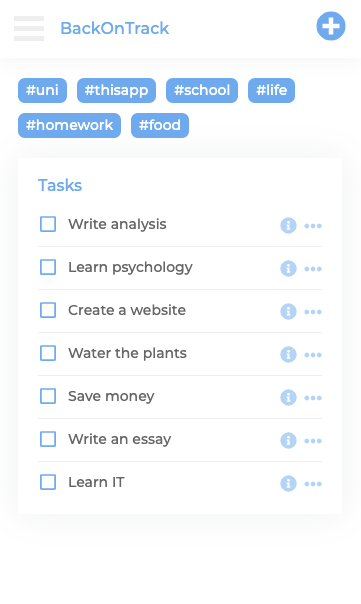 BackOnTrack
#uni #thisapp #school #life
#homework #food
Tasks
Write analysis
Learn psychology
Create a website
Water the plants
Save money
Write an essay
Learn IT